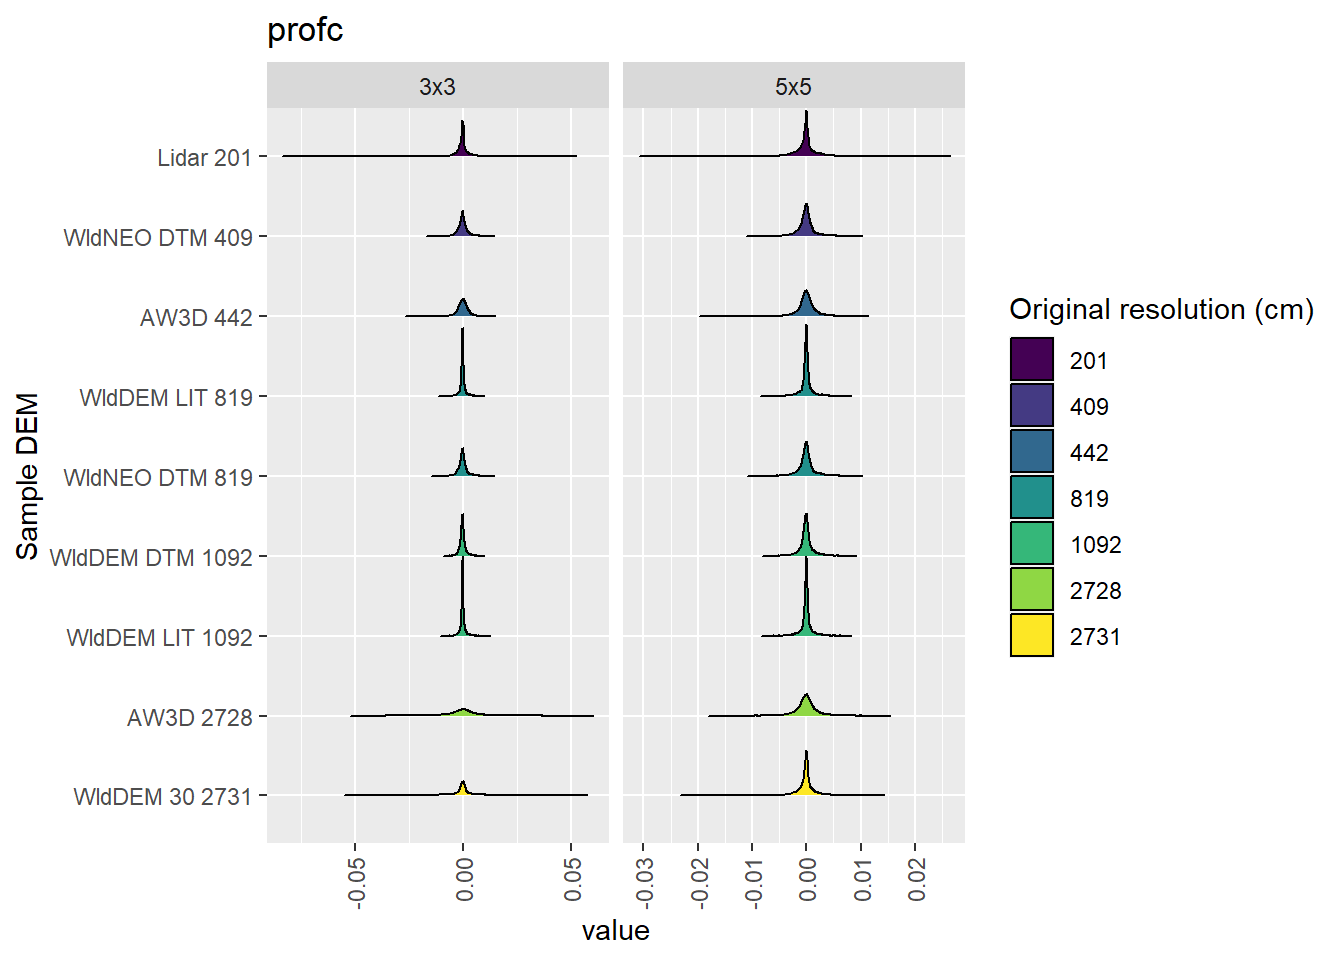 profc
3x3
5x5
Lidar 201
WldNEO DTM 409
AW3D 442
WldDEM LIT 819
WldNEO DTM 819
WldDEM DTM 1092
WldDEM LIT 1092
AW3D 2728
WldDEM 30 2731
Sample DEM
-0.05
0.00
0.05
-0.03
-0.02
-0.01
0.00
0.01
0.02
value
Original resolution (cm)
201
409
442
819
1092
2728
2731